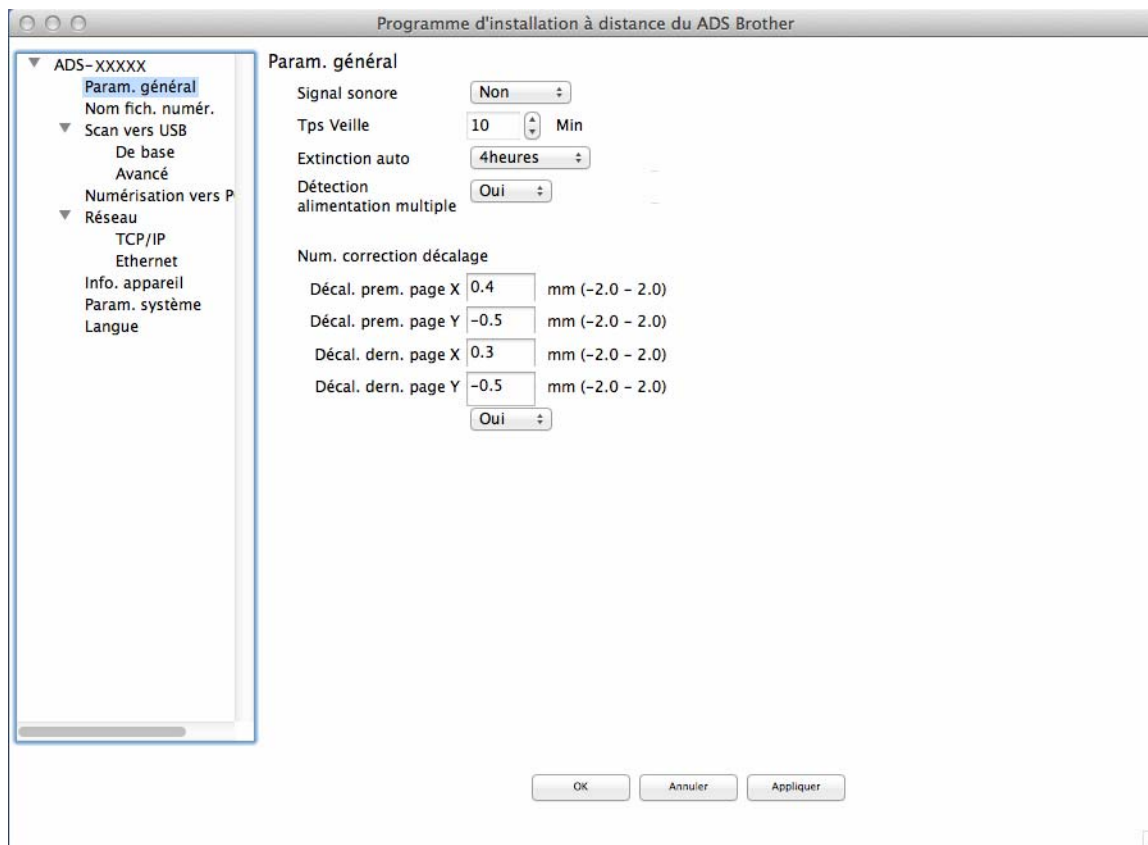 Programme d'installation à distance du ADS Brother
ADS-XXXXX
Param. général
Nom fich. numér.
Scan vers USB
De base
Avancé
Numérisation vers P
Réseau
TCP/IP
Ethernet
Info. appareil
Param. système
Langue
Param. général
Signal sonore Non
Tps Veille 10 Min
Extinction auto 4heures
Détection
alimentation multiple Oui
Num. correction décalage
Décal. prem. page X 0.4 mm (-2.0 - 2.0)
Décal. prem. page Y -0.5 mm (-2.0 - 2.0)
Décal. dern. page X 0.3 mm (-2.0 - 2.0)
Décal. dern. page Y -0.5 mm (-2.0 - 2.0)
Oui
OK Annuler Appliquer